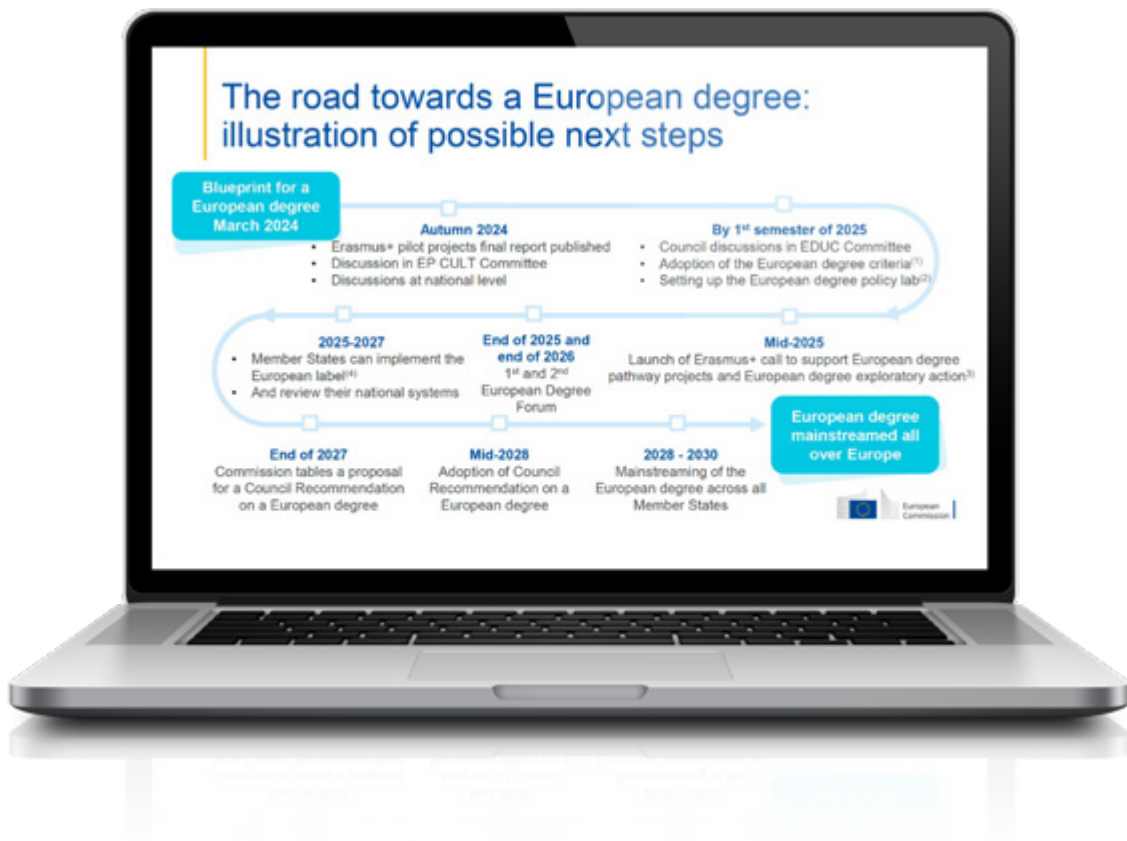 The road towards a European degree:
illustration of possible next steps
Blueprint for a
European degree
March 2024
Autumn 2024
• Erasmus+ pilot projects final report published
• Discussion in EP CULT Committee
• Discussions at national level
By 1st semester of 2025
• Council discussions in EDUC Committee
• Adoption of the European degree criteria(1)
• Setting up the European degree policy lab(2)
Mid-2025
Launch of Erasmus+ call to support European degree
pathway projects and European degree exploratory action3)
End of 2025 and
end of 2026
1st and 2nd
European Degree
Forum
2025-2027
• Member States can implement the
European label(4)
• And review their national systems
End of 2027
Commission tables a proposal
for a Council Recommendation
on a European degree
Mid-2028
Adoption of Council
Recommendation on a
European degree
2028 - 2030
Mainstreaming of the
European degree across all
Member States
European degree
mainstreamed all
over Europe
European
Commission